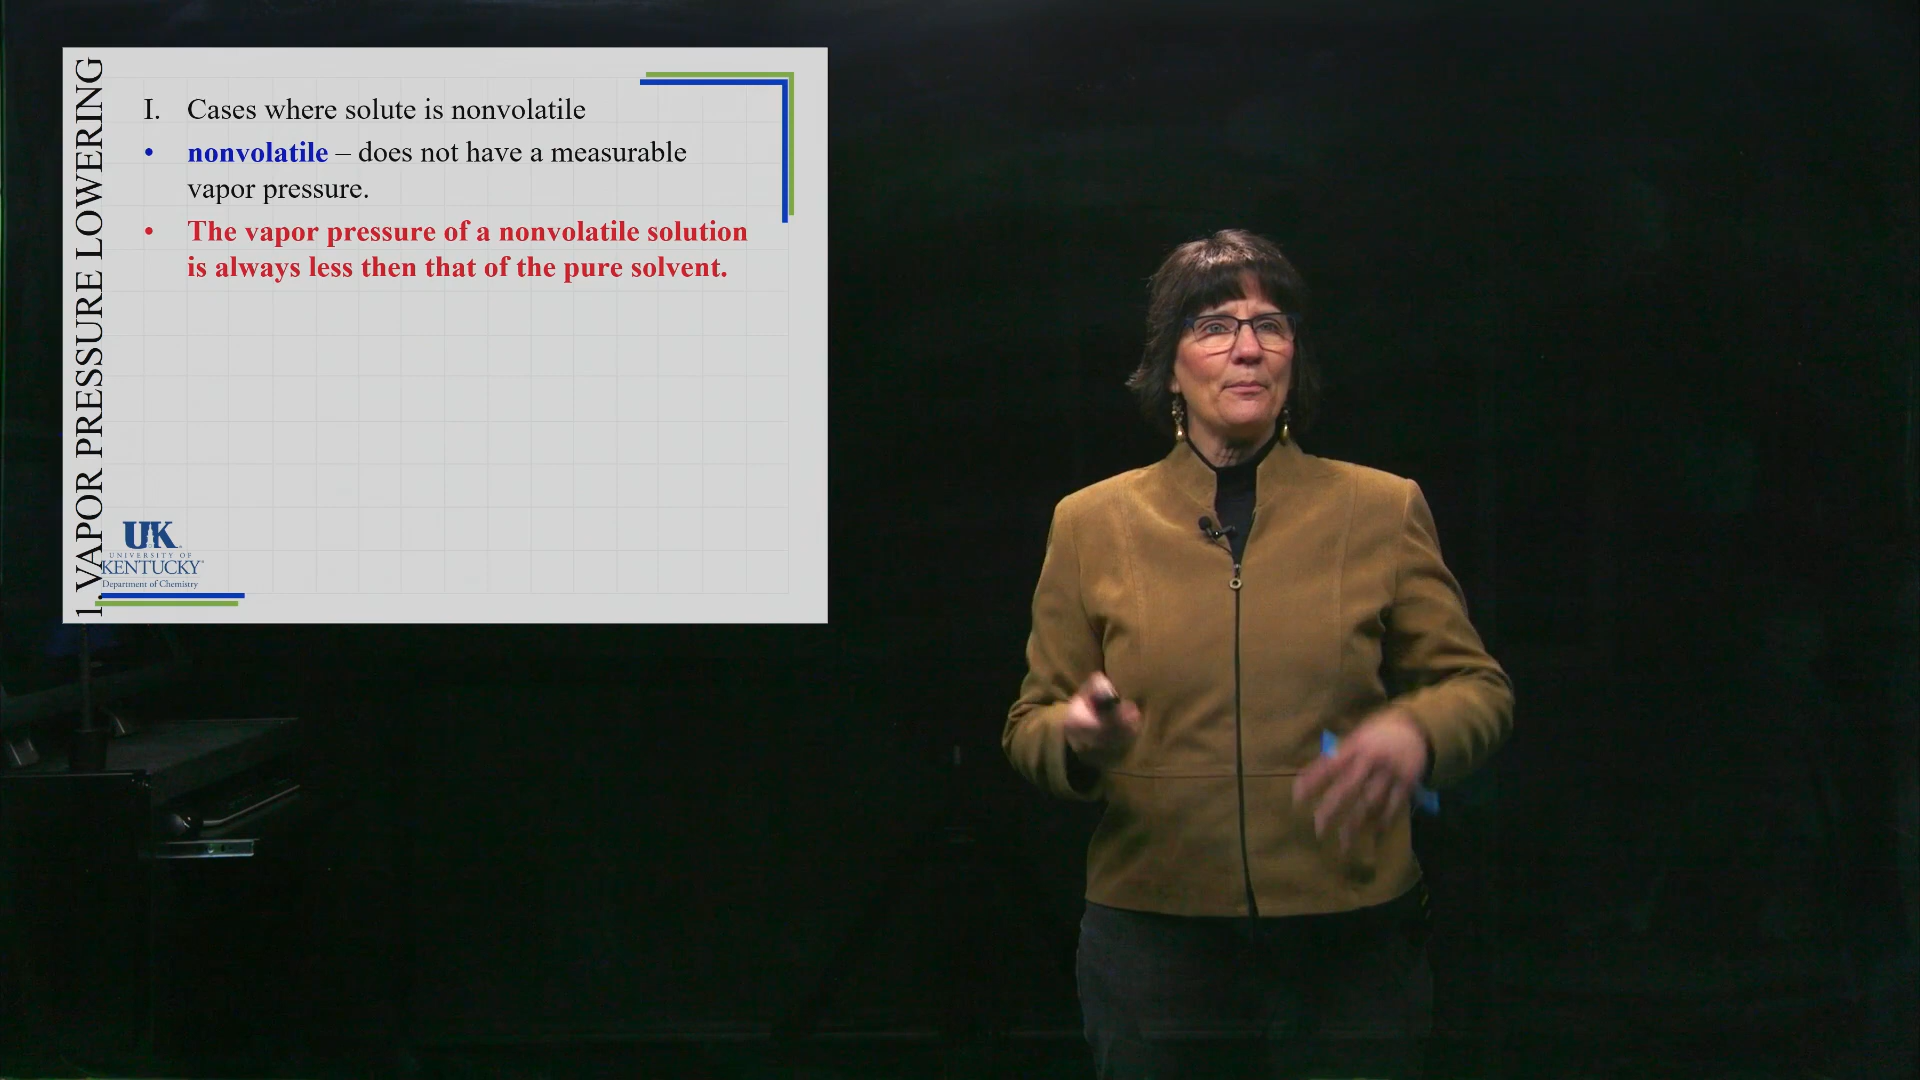 1. VAPOR PRESSURE LOWERING
I. Cases where solute is nonvolatile
• nonvolatile – does not have a measurable
vapor pressure.
• The vapor pressure of a nonvolatile solution
is always less then that of the pure solvent.
UK
UNIVERSITY OF
KENTUCKY
Department of Chemistry